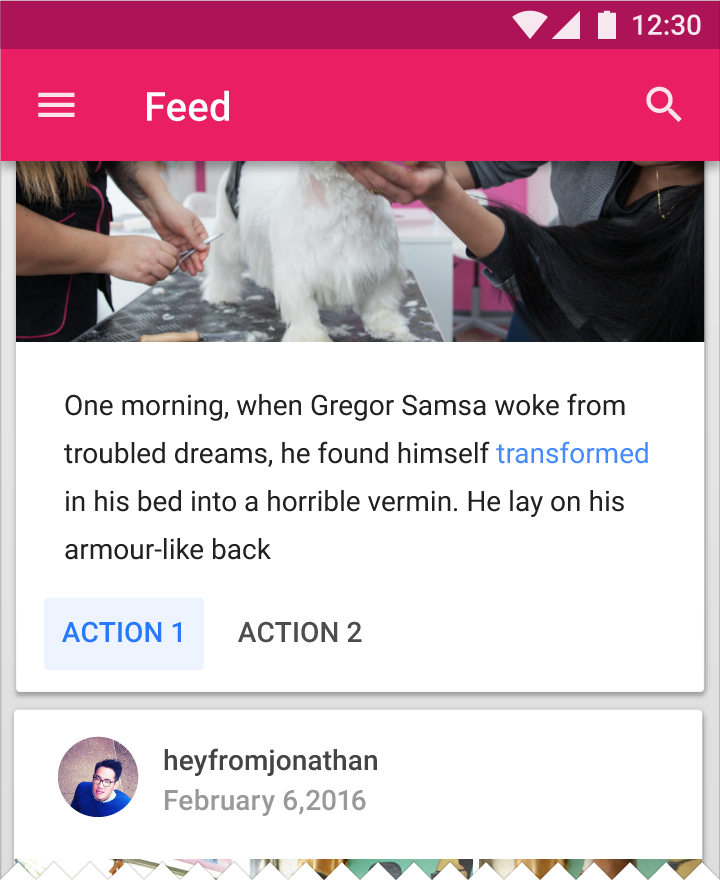 12:30
Feed
One morning, when Gregor Samsa woke from
troubled dreams, he found himself transformed
in his bed into a horrible vermin. He lay on his
armour-like back
ACTION 1 ACTION 2
heyfromjonathan
February 6,2016